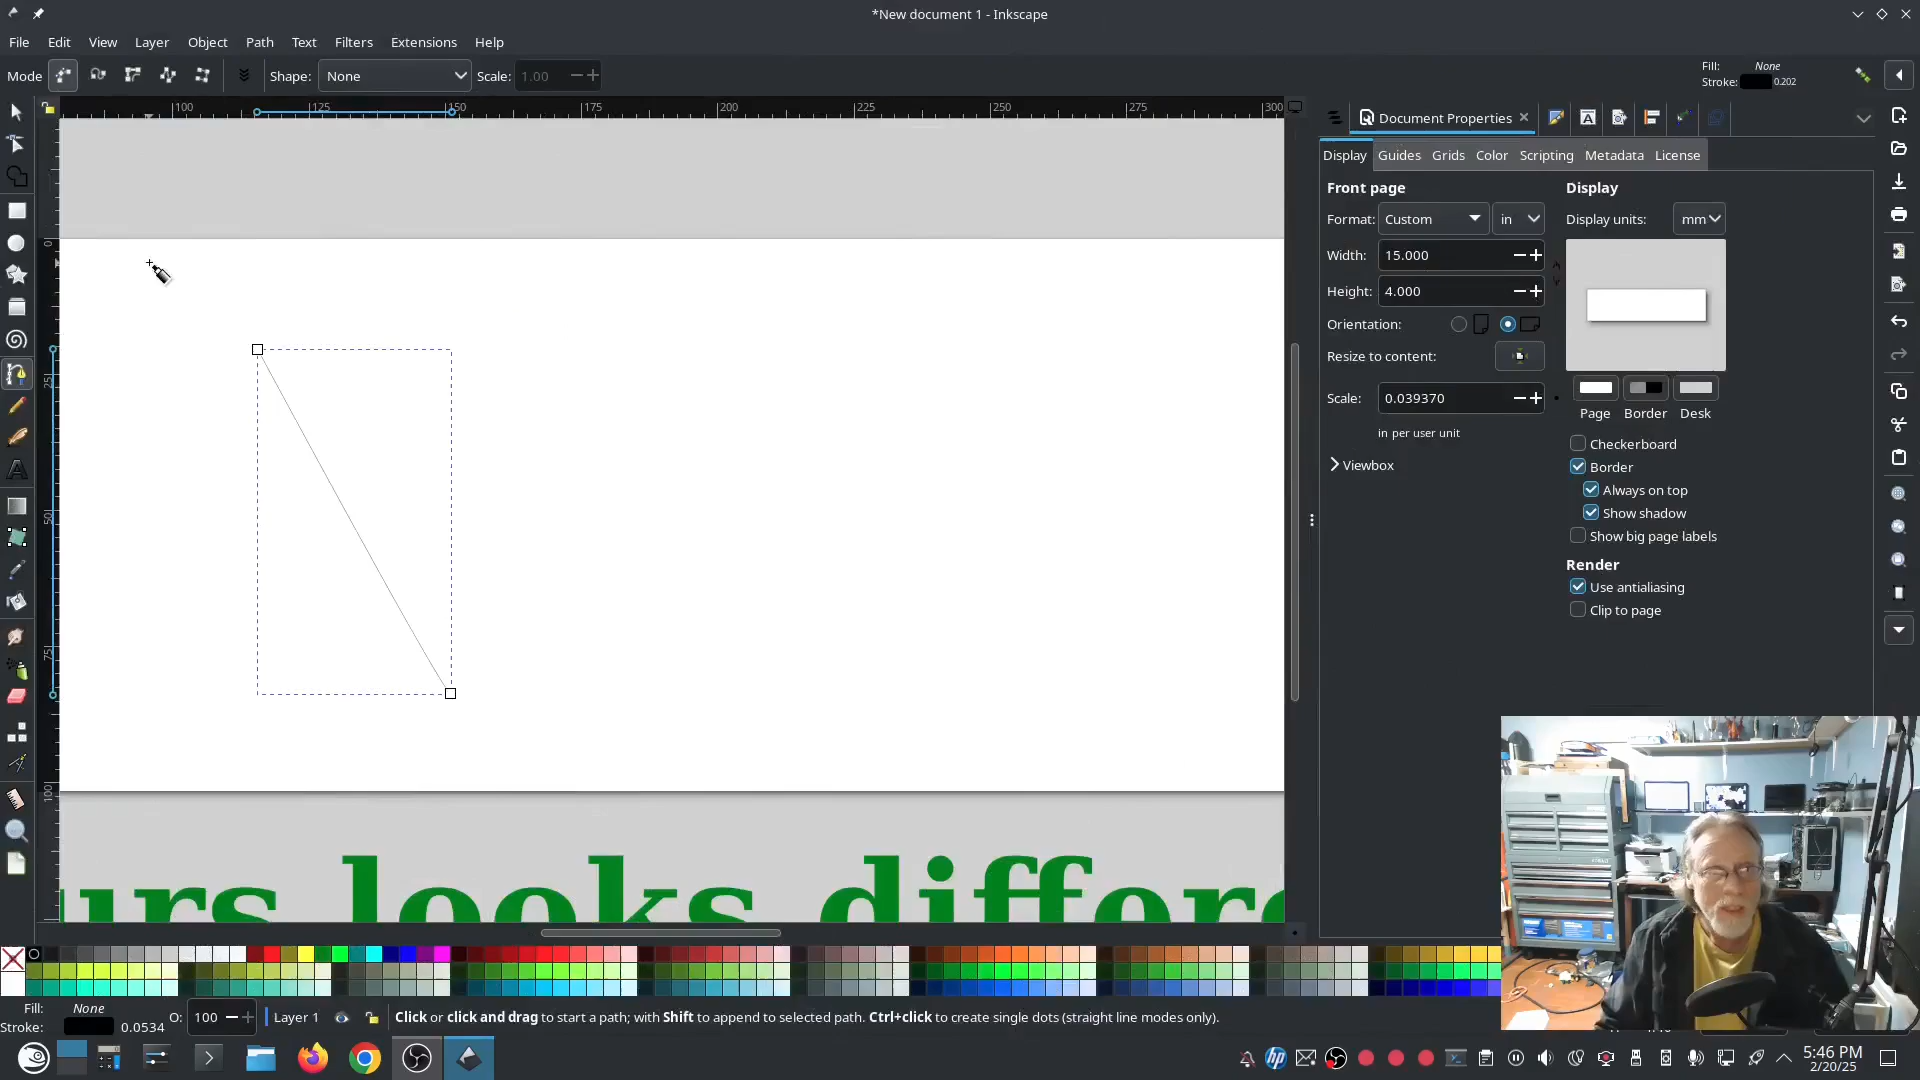 *New document 1 - Inkscape
File Edit View Layer Object Path Text Filters Extensions Help
Mode Shape: None Scale: 1.00
Fill: None
Stroke: 0.202
100 125 150 175 200 225 250 275 300
0
25
50
75
100
Document Properties
Display Guides Grids Color Scripting Metadata License
Front page Display
Format: Custom in Display units: mm
Width: 15.000
Height: 4.000
Orientation:
Resize to content:
Scale: 0.039370
Page Border Desk
in per user unit
Checkerboard
Viewbox
Border
Always on top
Show shadow
Show big page labels
Render
Use antialiasing
Clip to page
urs looks differe
Fill: None
Stroke: 0.0534
O: 100
Layer 1
Click or click and drag to start a path; with Shift to append to selected path. Ctrl+click to create single dots (straight line modes only).
5:46 PM
2/20/25